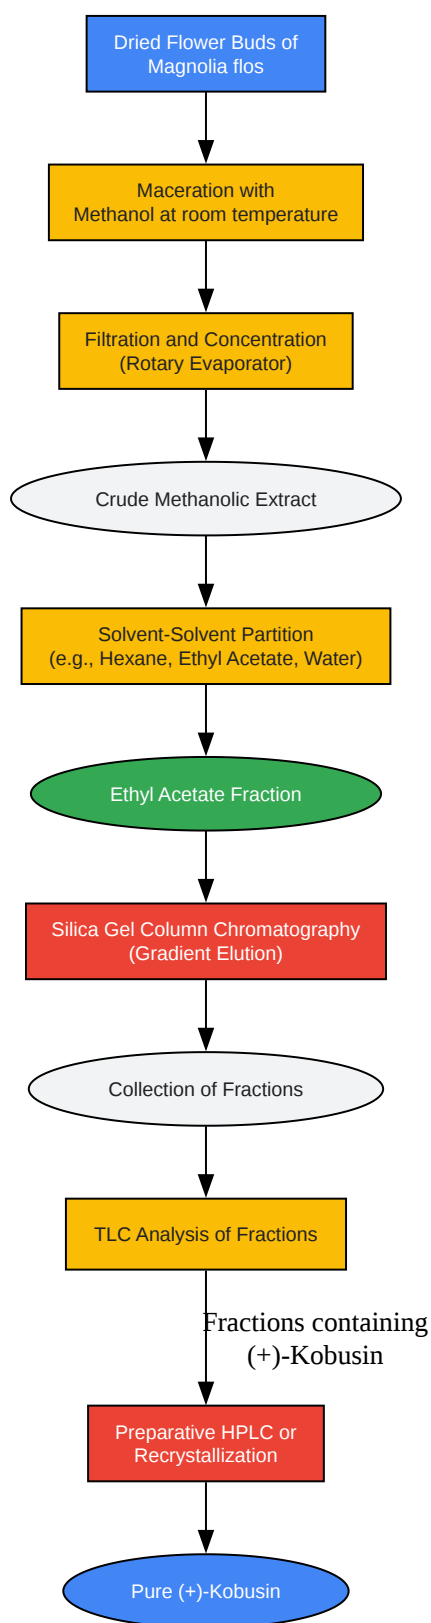 Dried Flower Buds of
Magnolia flos
Maceration with
Methanol at room temperature
Filtration and Concentration
(Rotary Evaporator)
Crude Methanolic Extract
Solvent-Solvent Partition
(e.g., Hexane, Ethyl Acetate, Water)
Ethyl Acetate Fraction
Silica Gel Column Chromatography
(Gradient Elution)
Collection of Fractions
TLC Analysis of Fractions
Fractions containing
(+)-Kobusin
Preparative HPLC or
Recrystallization
Pure (+)-Kobusin